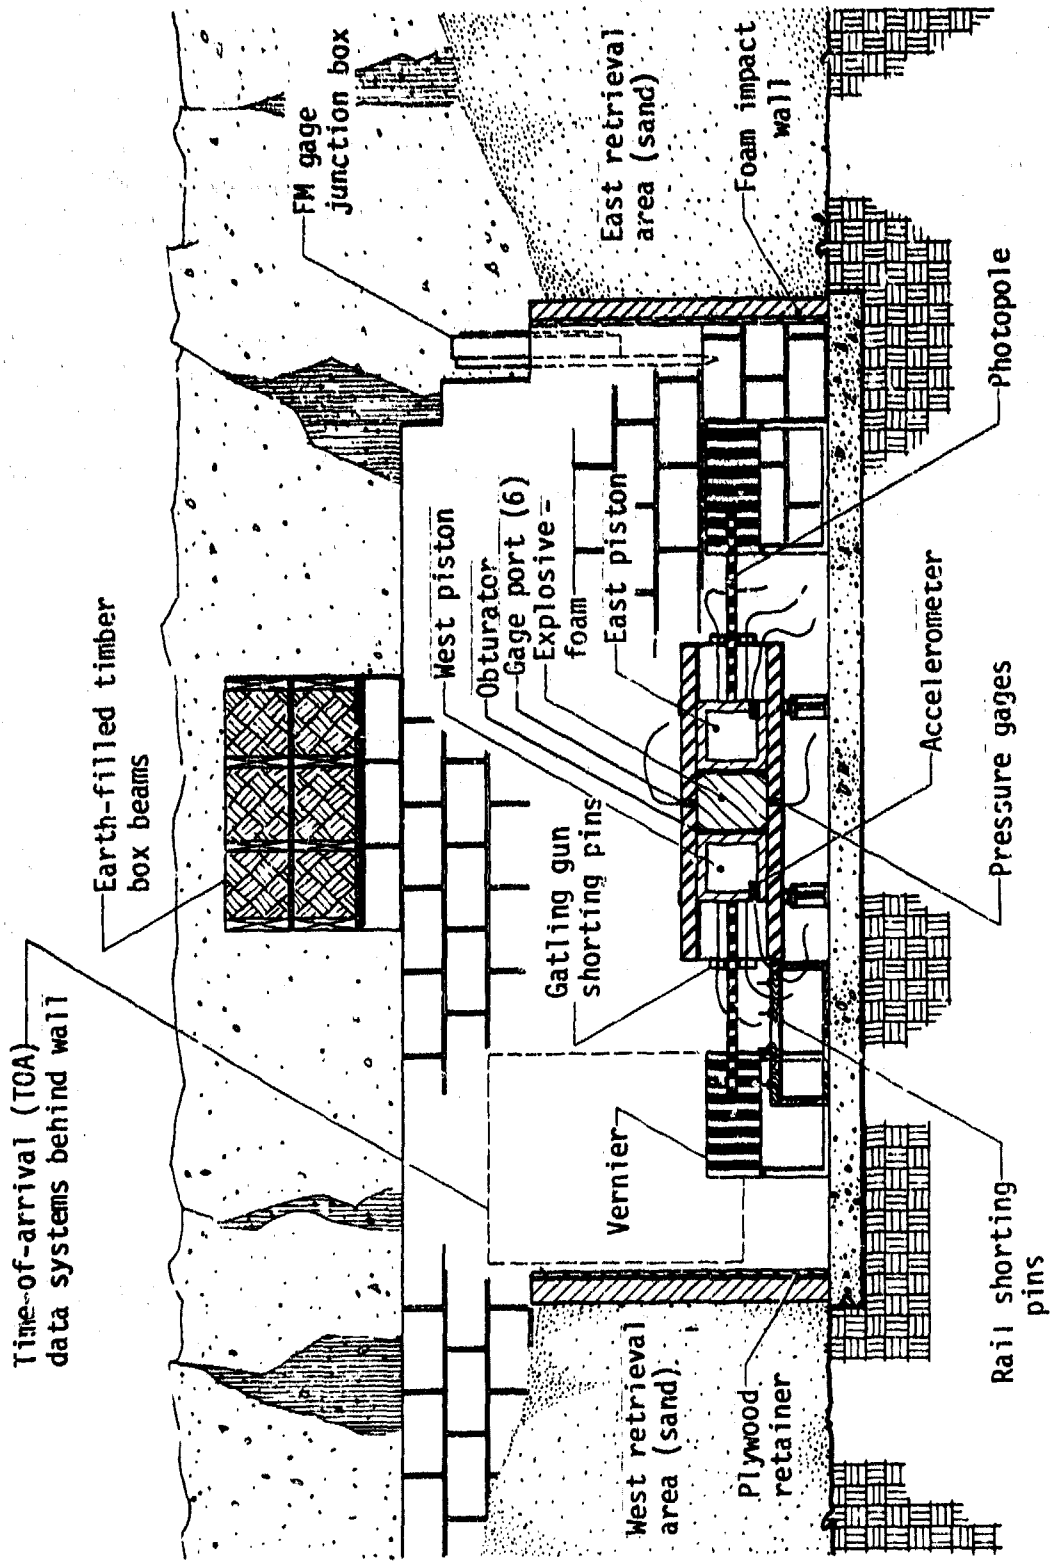 Time-of-arrival (TOA)
data systems behind wall
Earth-filled timber
box beams
FM gage
junction box
West piston
Obturator
Gage port (6)
Explosive-
foam
East piston
Gatling gun
shorting pins
Vernier
West retrieval
area (sand)
Plywood
retainer
East retrieval
area (sand)
Foam impact
wall
Rail shorting
pins
Pressure gages
Accelerometer
Photopole